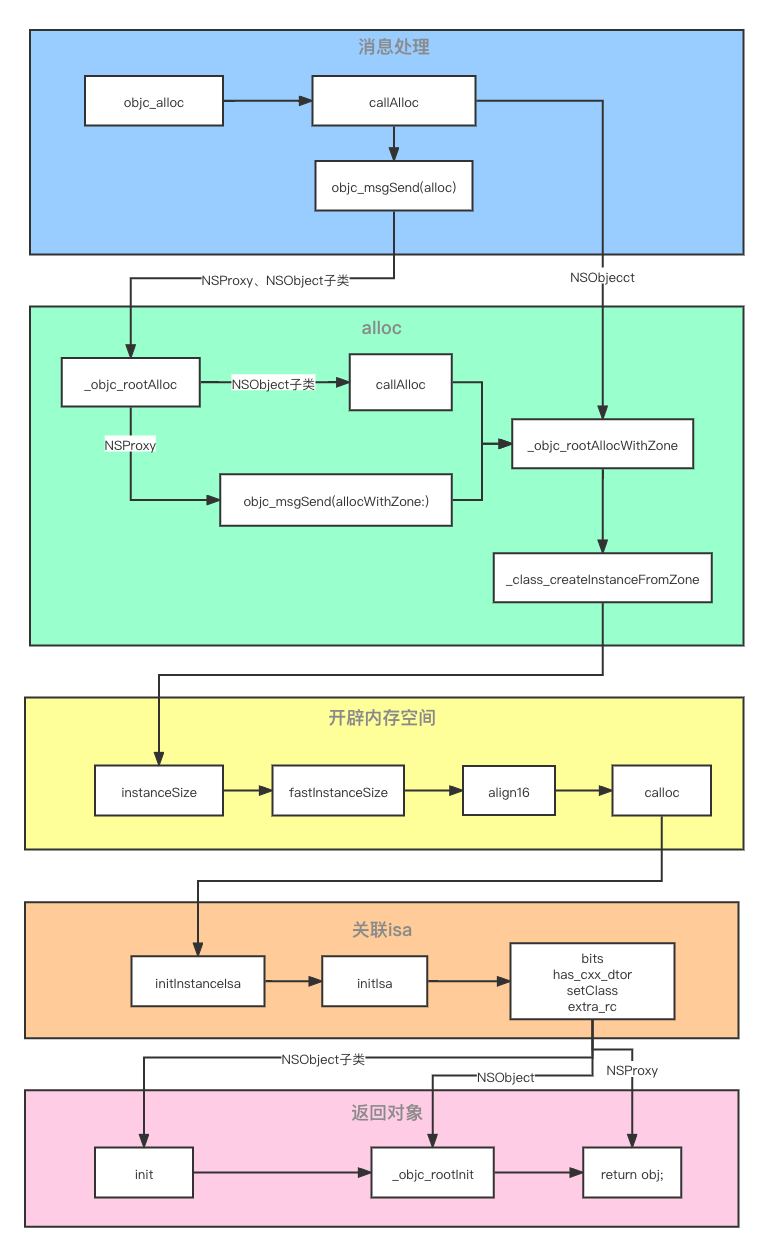 消息处理
objc_alloc
callAlloc
objc_msgSend(alloc)
NSProxy、NSObject子类
NSObjecct
alloc
_objc_rootAlloc
NSObject子类
callAlloc
NSProxy
_objc_rootAllocWithZone
objc_msgSend(allocWithZone:)
_class_createInstanceFromZone
开辟内存空间
instanceSize
fastInstanceSize
align16
calloc
关联isa
initInstanceIsa
initIsa
bits
has_cxx_dtor
setClass
extra_rc
NSObject子类
NSObject
NSProxy
返回对象
init
_objc_rootInit
return obj;